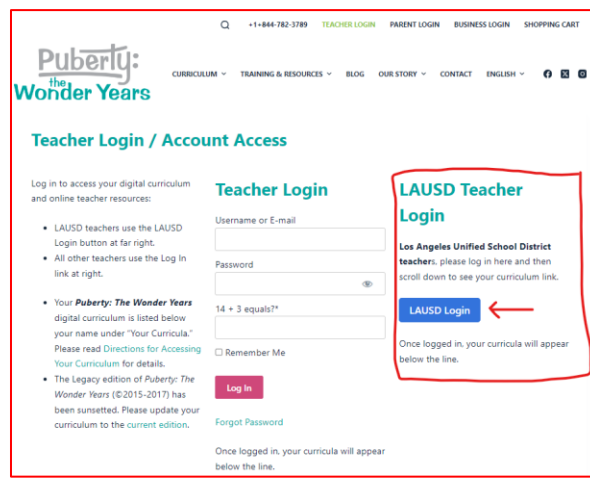 +1+844-782-3789 TEACHER LOGIN PARENT LOGIN BUSINESS LOGIN SHOPPING CART
Puberty:
the
Wonder Years
CURRICULUM TRAINING & RESOURCES BLOG OUR STORY CONTACT ENGLISH
Teacher Login / Account Access
Log in to access your digital curriculum
and online teacher resources:
• LAUSD teachers use the LAUSD
Login button at far right.
• All other teachers use the Log In
link at right.
• Your Puberty: The Wonder Years
digital curriculum is listed below
your name under “Your Curricula.”
Please read Directions for Accessing
Your Curriculum for details.
• The Legacy edition of Puberty: The
Wonder Years (©2015-2017) has
been sunsetted. Please update your
curriculum to the current edition.
Teacher Login
Username or E-mail
Password
14 + 3 equals?*
Remember Me
Log In
Forgot Password
Once logged in, your curricula will appear
below the line.
LAUSD Teacher
Login
Los Angeles Unified School District
teachers, please log in here and then
scroll down to see your curriculum link.
LAUSD Login
Once logged in, your curricula will appear
below the line.